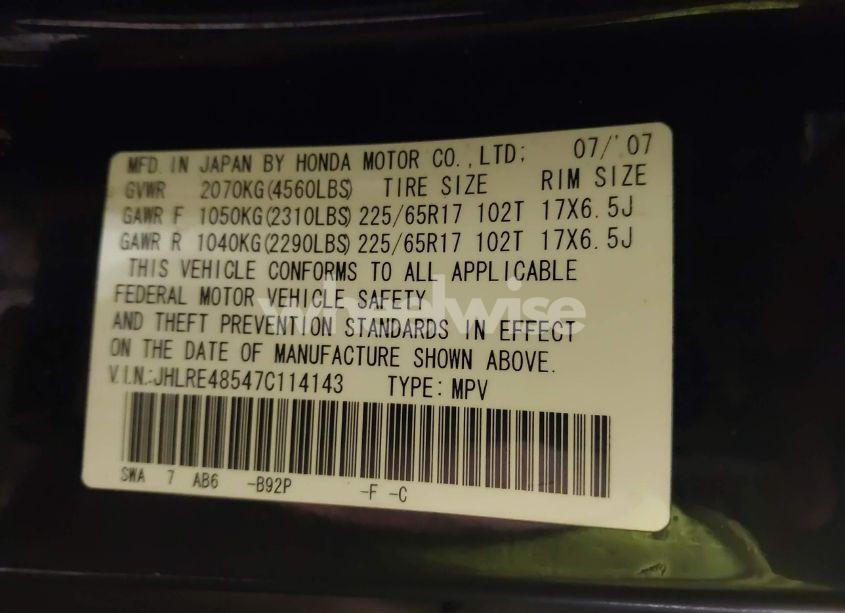 MFD. IN JAPAN BY HONDA MOTOR CO.,LTD; 07/'07
GVWR 2070KG(4560LBS) TIRE SIZE RIM SIZE
GAWR F 1050KG(2310LBS) 225/65R17 102T 17X6.5J
GAWR R 1040KG(2290LBS) 225/65R17 102T 17X6.5J
THIS VEHICLE CONFORMS TO ALL APPLICABLE
FEDERAL MOTOR VEHICLE SAFETY
wheelwise
AND THEFT PREVENTION STANDARDS IN EFFECT
ON THE DATE OF MANUFACTURE SHOWN ABOVE.
V.I.N.:JHLRE48547C114143 TYPE: MPV
SWA 7 AB6 -B92P -F -C